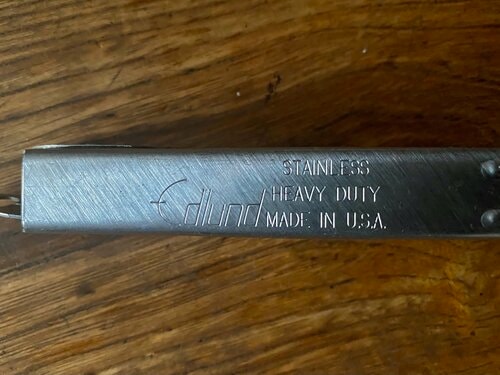 STAINLESS
Edlund HEAVY DUTY
MADE IN U.S.A.